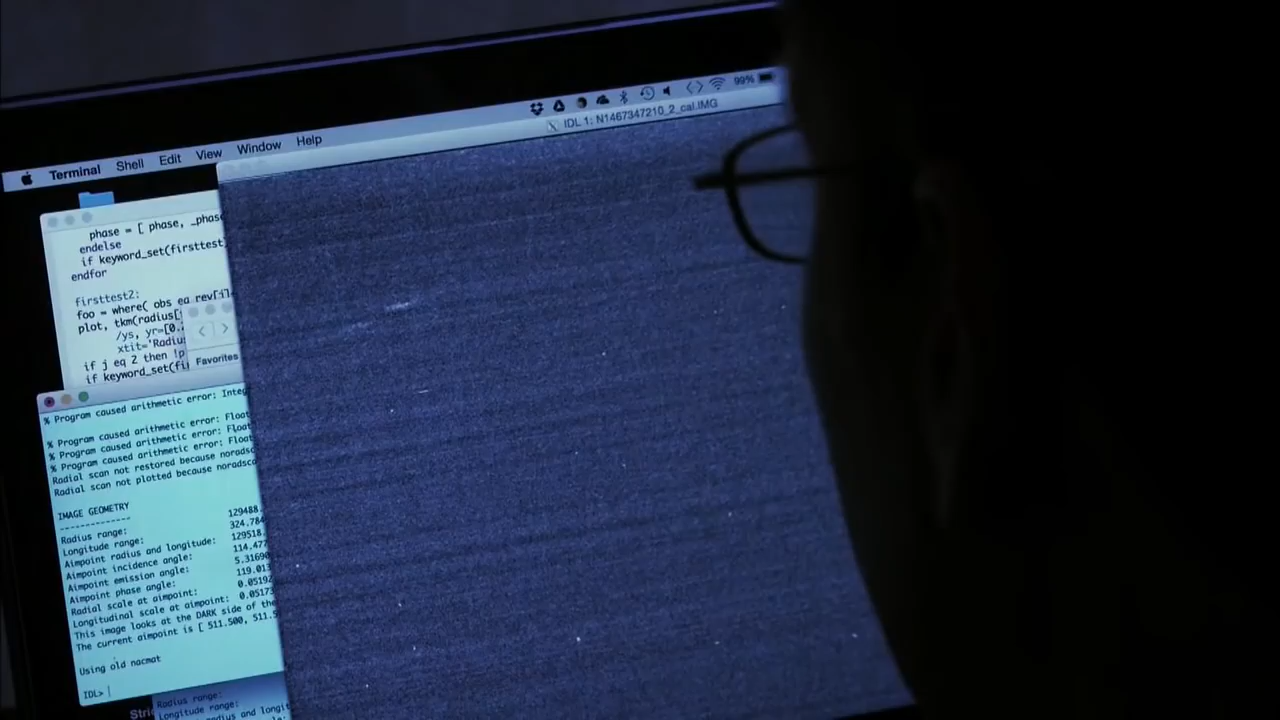 Terminal Shell Edit View Window Help 99%
IDL 1: N1467347210_2_cal.IMG
phase = [ phase, _phase
endelse
if keyword_set(firsttest
endfor
firsttest2:
foo = where( obs eq rev[i]
plot, tkm(radius[
/ys, yr=[0.
xtit='Radiu
if j eq 2 then !p
if keyword_set(fi
Favorites
% Program caused arithmetic error: Integ
% Program caused arithmetic error: Float
% Program caused arithmetic error: Float
% Program caused arithmetic error: Float
Radial scan not restored because noradsc
Radial scan not plotted because noradsca
IMAGE GEOMETRY
--------------
Radius range: 129488.
Longitude range: 324.784
Aimpoint radius and longitude: 129518.
Aimpoint incidence angle: 114.477
Aimpoint emission angle: 5.31690
Aimpoint phase angle: 119.013
Radial scale at aimpoint: 0.05192
Longitudinal scale at aimpoint: 0.05173
This image looks at the DARK side of the
The current aimpoint is [ 511.500, 511.5
Using old nacmat
IDL>
Radius range:
Longitude range: